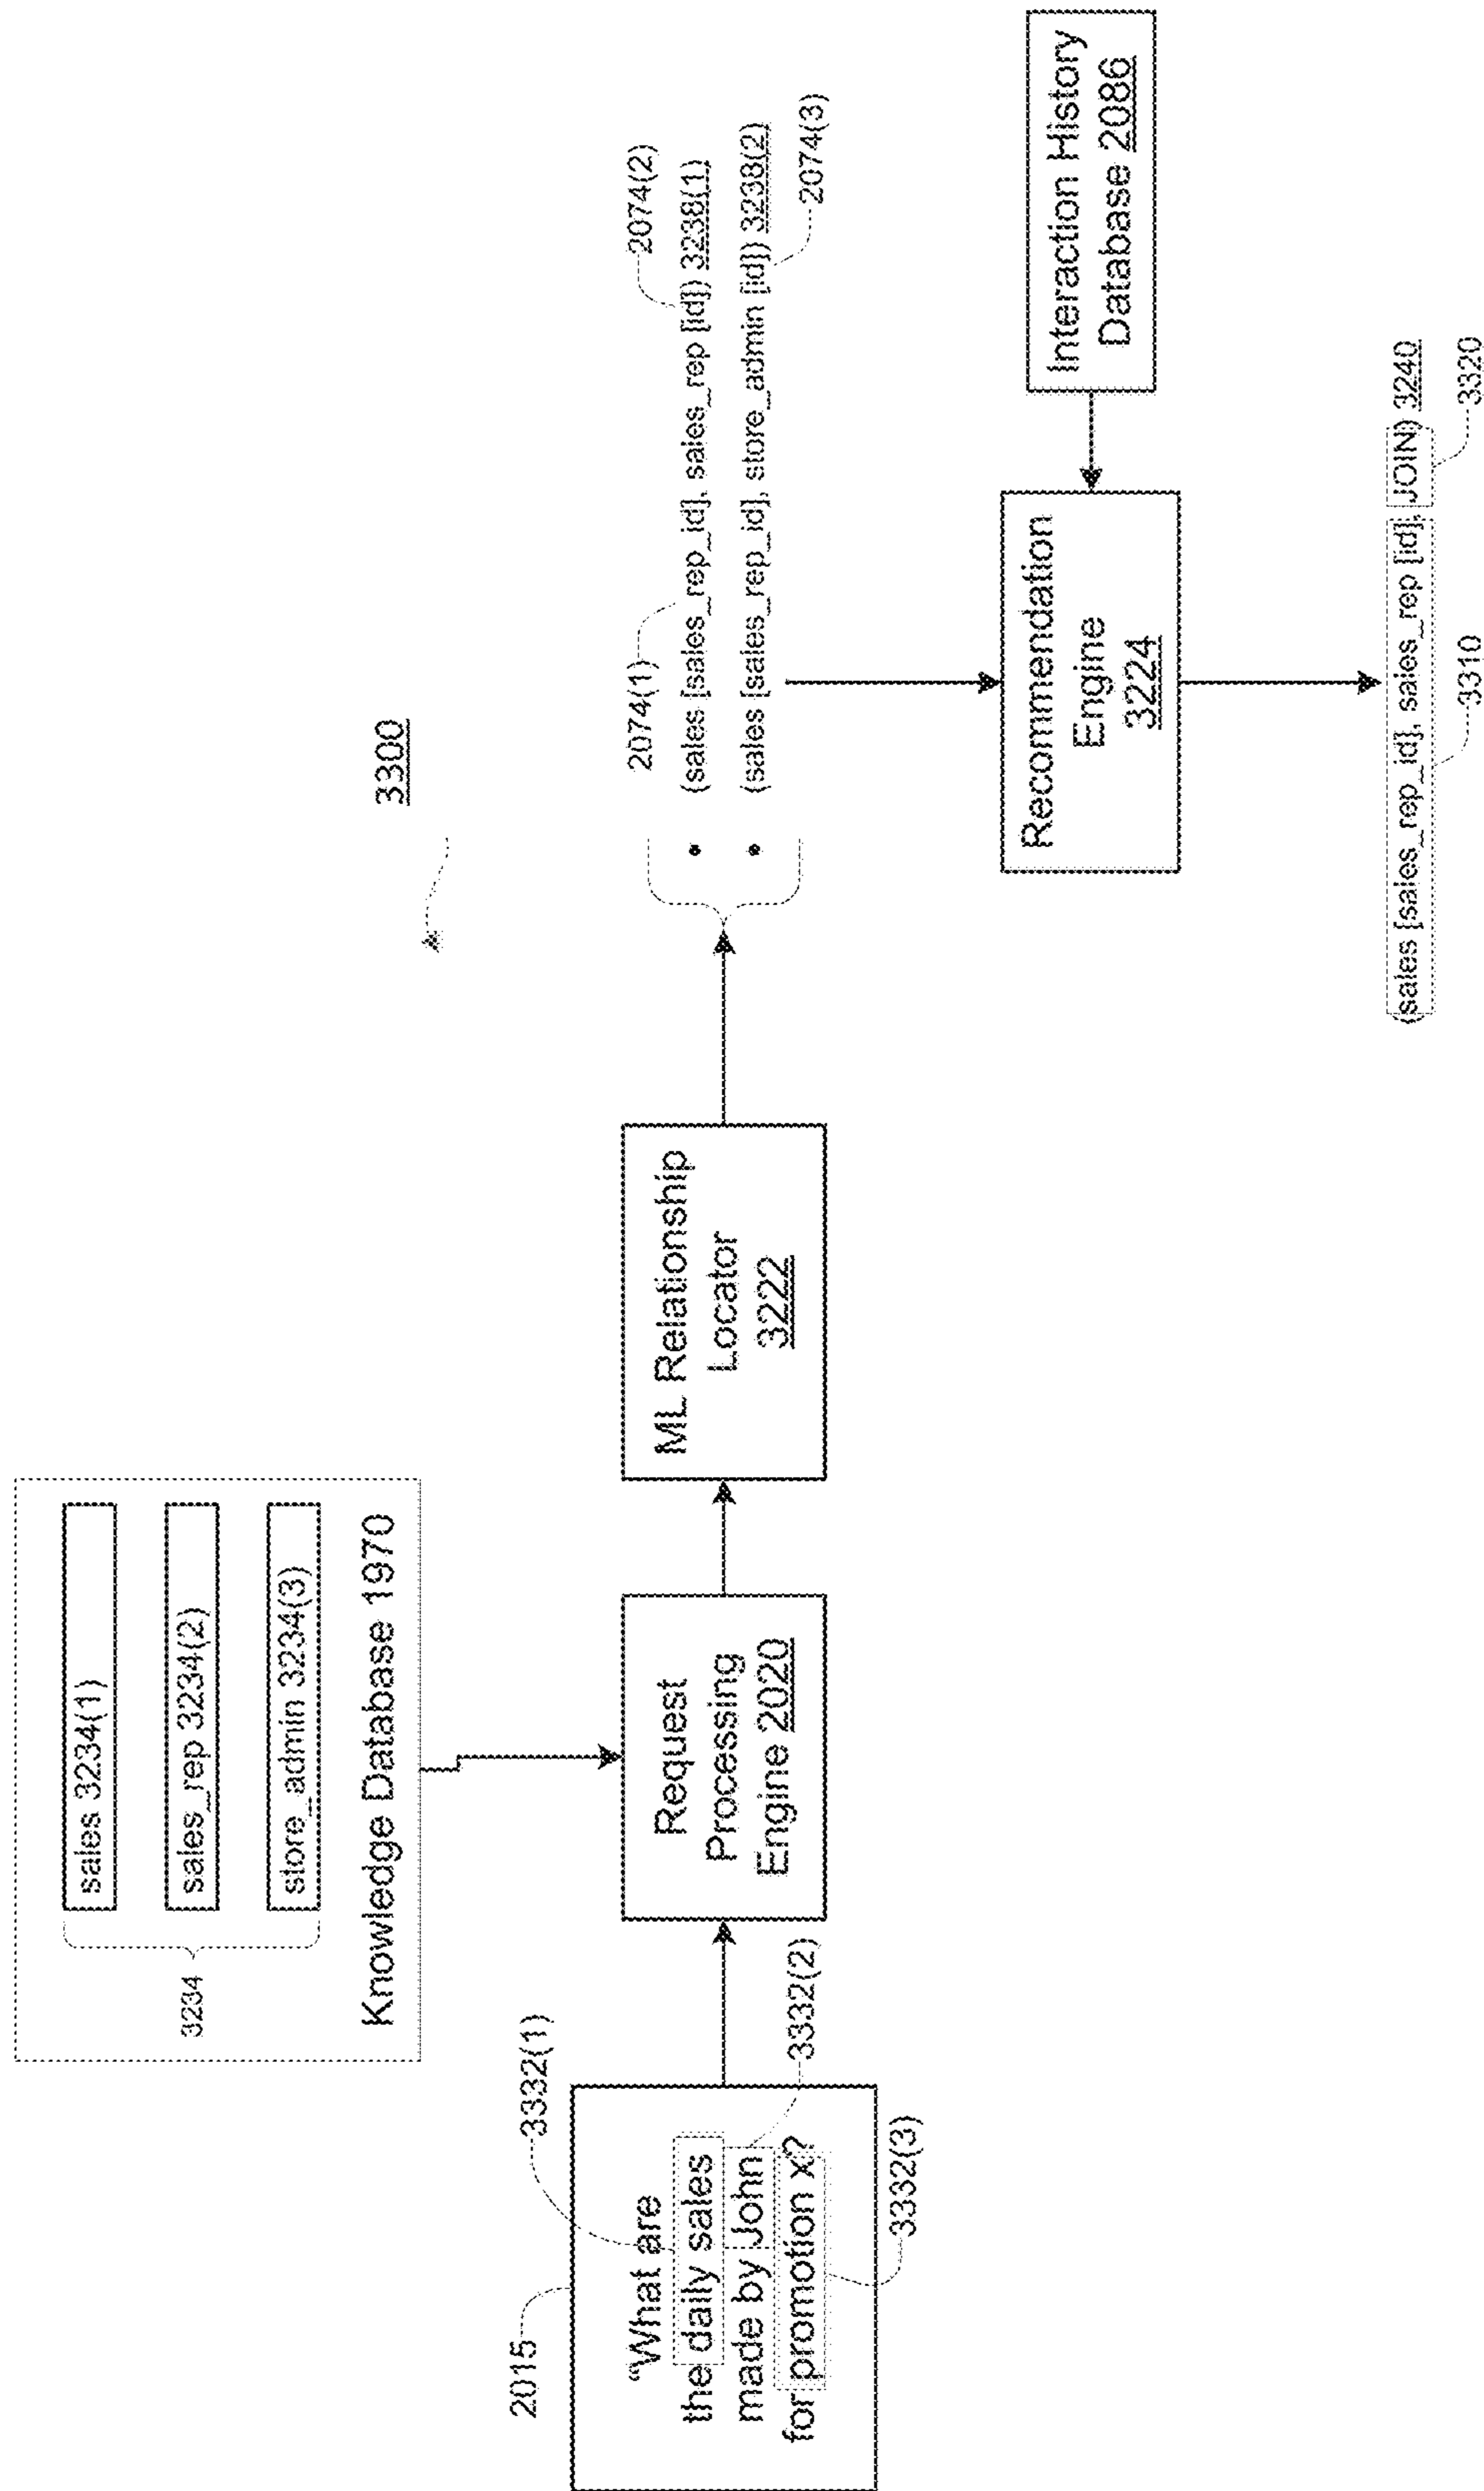 3300
sales 3234(1)
sales_rep 3234(2)
store_admin 3234(3)
3234
Knowledge Database 1970
2015
“What are
the daily sales
made by John
for promotion x?
3332(1)
3332(2)
3332(3)
Request
Processing
Engine 2020
ML Relationship
Locator
3222
2074(1)
2074(2)
• (sales [sales_rep_id], sales_rep [id]) 3238(1)
• (sales [sales_rep_id], store_admin [id]) 3238(2)
2074(3)
Recommendation
Engine
3224
Interaction History
Database 2086
(sales [sales_rep_id], sales_rep [id], JOIN) 3240
3310
3320